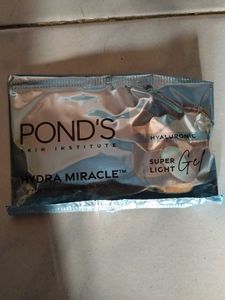 POND'S
SKIN INSTITUTE
HYDRA MIRACLE™
HYALURONIC
SUPER
LIGHT
Gel